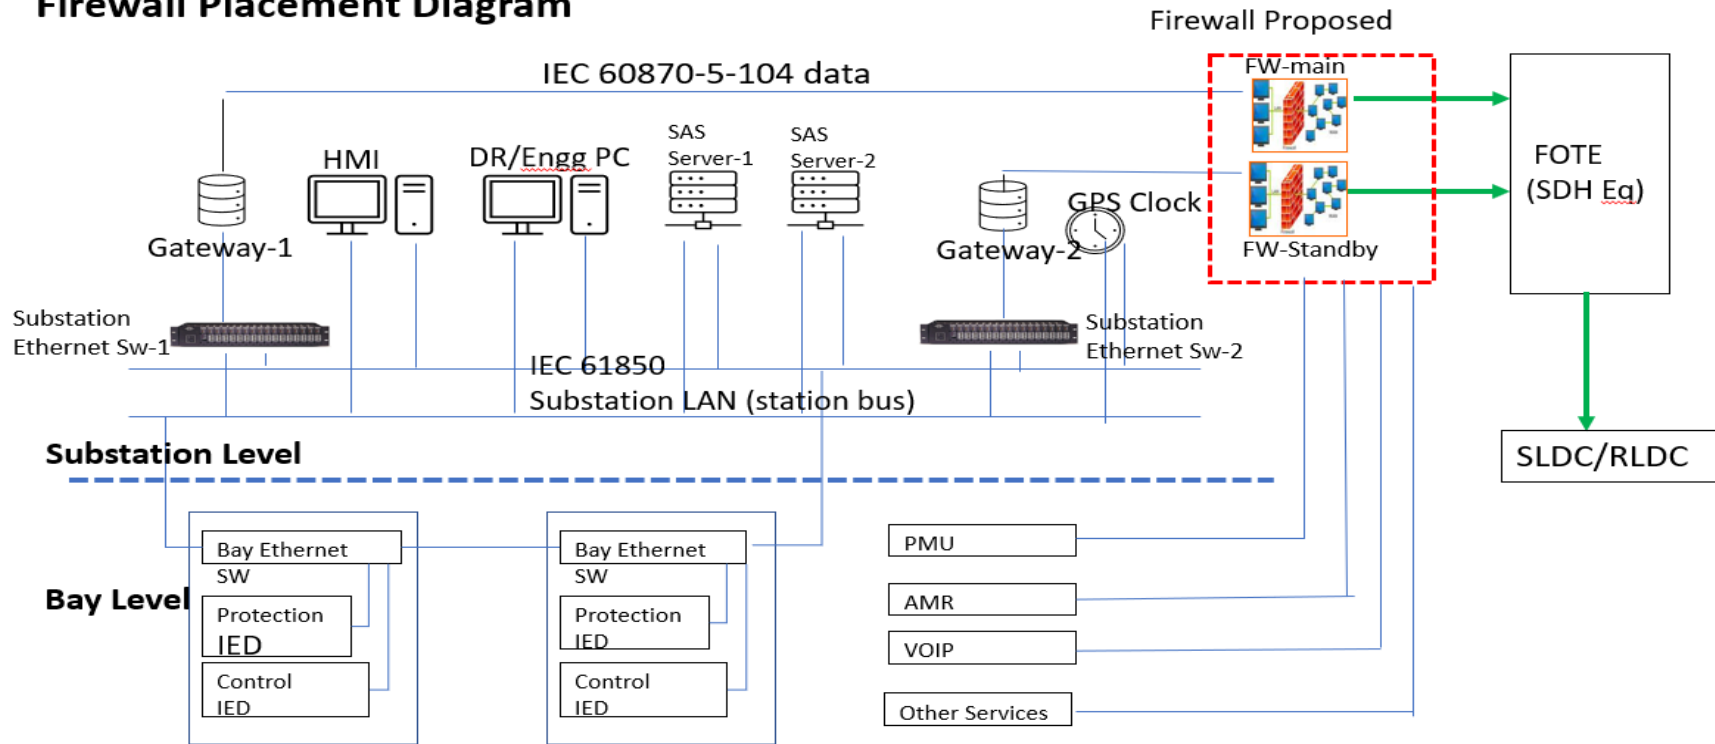 Firewall Placement Diagram
Firewall Proposed
IEC 60870-5-104 data
FW-main
FOTE
(SDH Eq)
HMI
DR/Engg PC
SAS
Server-1
SAS
Server-2
GPS Clock
Gateway-1
Gateway-2
FW-Standby
Substation
Ethernet Sw-1
Substation
Ethernet Sw-2
IEC 61850
Substation LAN (station bus)
Substation Level
SLDC/RLDC
Bay Ethernet
SW
Bay Ethernet
SW
PMU
Bay Level
Protection
IED
Protection
IED
AMR
VOIP
Control
IED
Control
IED
Other Services